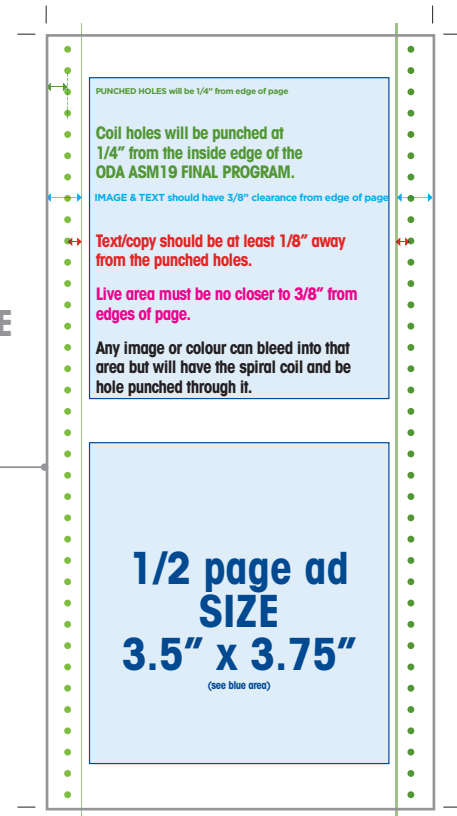 PUNCHED HOLES will be 1/4” from edge of page
Coil holes will be punched at
1/4” from the inside edge of the
ODA ASM19 FINAL PROGRAM.
IMAGE & TEXT should have 3/8” clearance from edge of page
Text/copy should be at least 1/8” away
from the punched holes.
Live area must be no closer to 3/8” from
edges of page.
E
Any image or colour can bleed into that
area but will have the spiral coil and be
hole punched through it.
1/2 page ad
SIZE
3.5” x 3.75”
(see blue area)